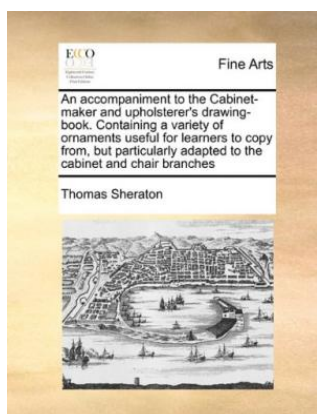 ECCO
Fine Arts
An accompaniment to the Cabinet-
maker and upholsterer's drawing-
book. Containing a variety of
ornaments useful for learners to copy
from, but particularly adapted to the
cabinet and chair branches
Thomas Sheraton